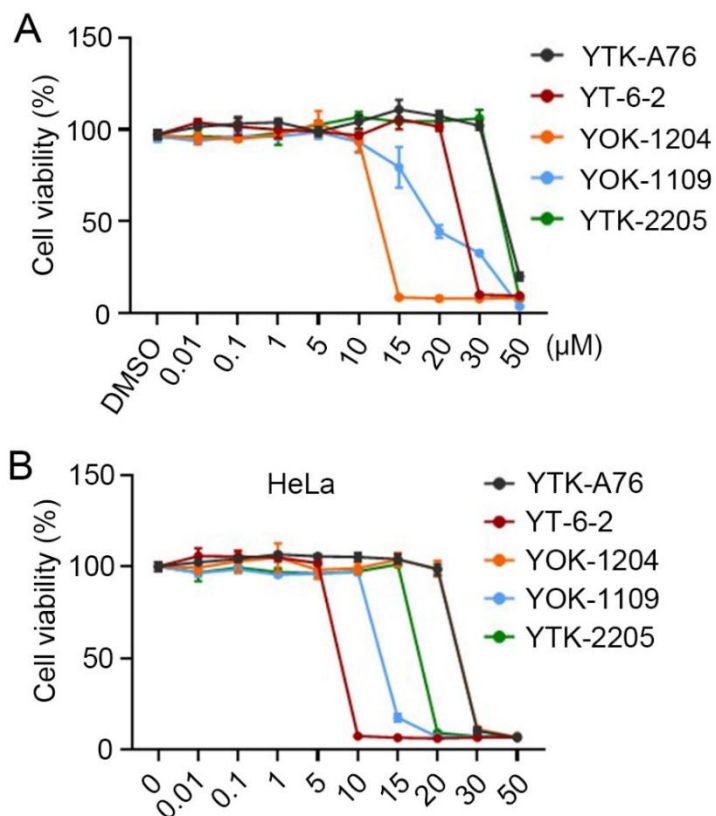 A
150
100
50
0
Cell viability (%)
DMSO
0.01
0.1
1
5
10
15
20
30
50
(µM)
YTK-A76
YT-6-2
YOK-1204
YOK-1109
YTK-2205
B
HeLa
150
100
50
0
Cell viability (%)
0
0.01
0.1
1
5
10
15
20
30
50
YTK-A76
YT-6-2
YOK-1204
YOK-1109
YTK-2205